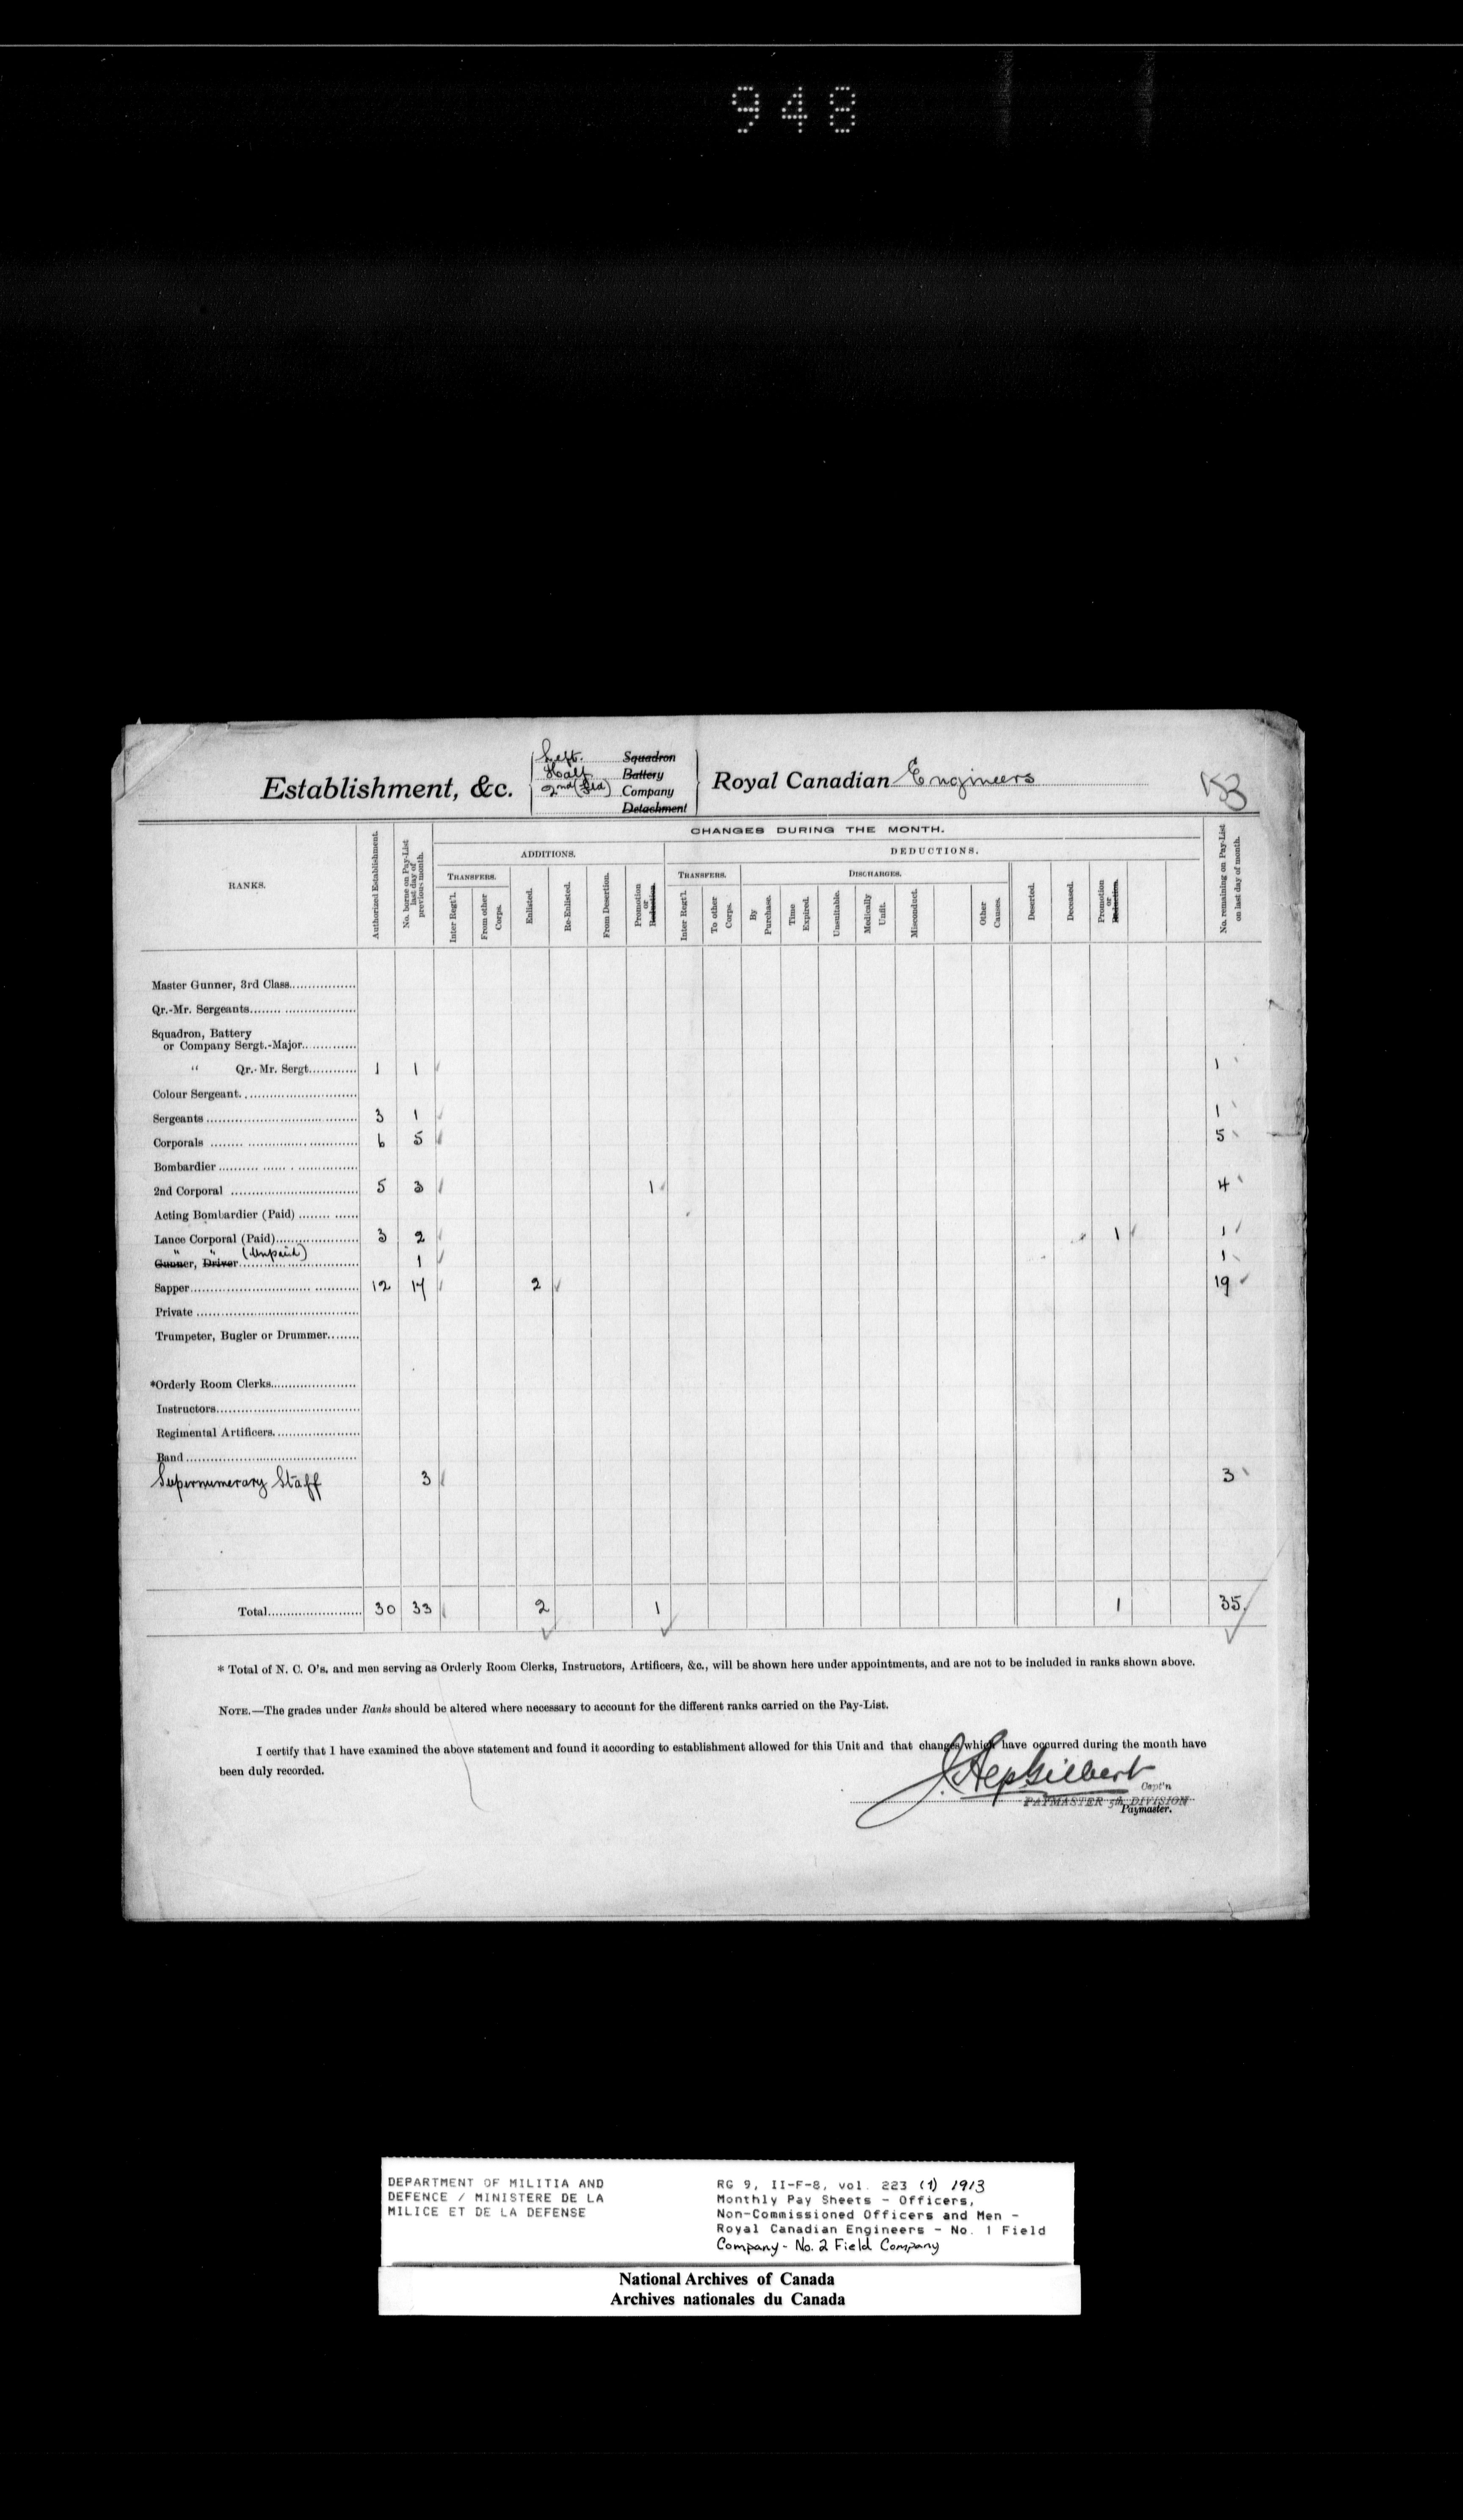 948
Establishment, &c.
Left. Squadron
Half Battery
2nd (Fld) Company
Detachment
Royal Canadian Engineers
153
CHANGES DURING THE MONTH.
RANKS.
Authorized Establishment.
No. borne on Pay-List last day of previous month.
ADDITIONS.
DEDUCTIONS.
No. remaining on Pay-List on last day of month.
TRANSFERS.
TRANSFERS.
DISCHARGES.
Inter Regt'l.
From other Corps.
Enlisted.
Re-Enlisted.
From Desertion.
Promotion or Reduction.
Inter Regt'l.
To other Corps.
By Purchase.
Time Expired.
Unsuitable.
Medically Unfit.
Misconduct.
Other Causes.
Deserted.
Deceased.
Promotion or Reduction.
Master Gunner, 3rd Class
Qr.-Mr. Sergeants
Squadron, Battery
or Company Sergt.-Major
" Qr.-Mr. Sergt 1 1 1
Colour Sergeant
Sergeants 3 1 1
Corporals 6 5 5
Bombardier
2nd Corporal 5 3 1 4
Acting Bombardier (Paid)
Lance Corporal (Paid) 3 2 1 1
" " (Unpaid)
Gunner, Driver 1 1
Sapper 12 17 2 19
Private
Trumpeter, Bugler or Drummer
*Orderly Room Clerks
Instructors
Regimental Artificers
Band
Supernumerary Staff 3 3
Total 30 33 2 1 1 35
* Total of N. C. O's. and men serving as Orderly Room Clerks, Instructors, Artificers, &c., will be shown here under appointments, and are not to be included in ranks shown above.
NOTE.—The grades under Ranks should be altered where necessary to account for the different ranks carried on the Pay-List.
I certify that I have examined the above statement and found it according to establishment allowed for this Unit and that changes which have occurred during the month have
been duly recorded.
Gilbert
Capt'n
PAYMASTER 5th DIVISION
Paymaster.
DEPARTMENT OF MILITIA AND
DEFENCE / MINISTERE DE LA
MILICE ET DE LA DEFENSE
RG 9, II-F-8, vol. 223 (1) 1913
Monthly Pay Sheets - Officers,
Non-Commissioned Officers and Men -
Royal Canadian Engineers - No. 1 Field
Company - No. 2 Field Company
National Archives of Canada
Archives nationales du Canada